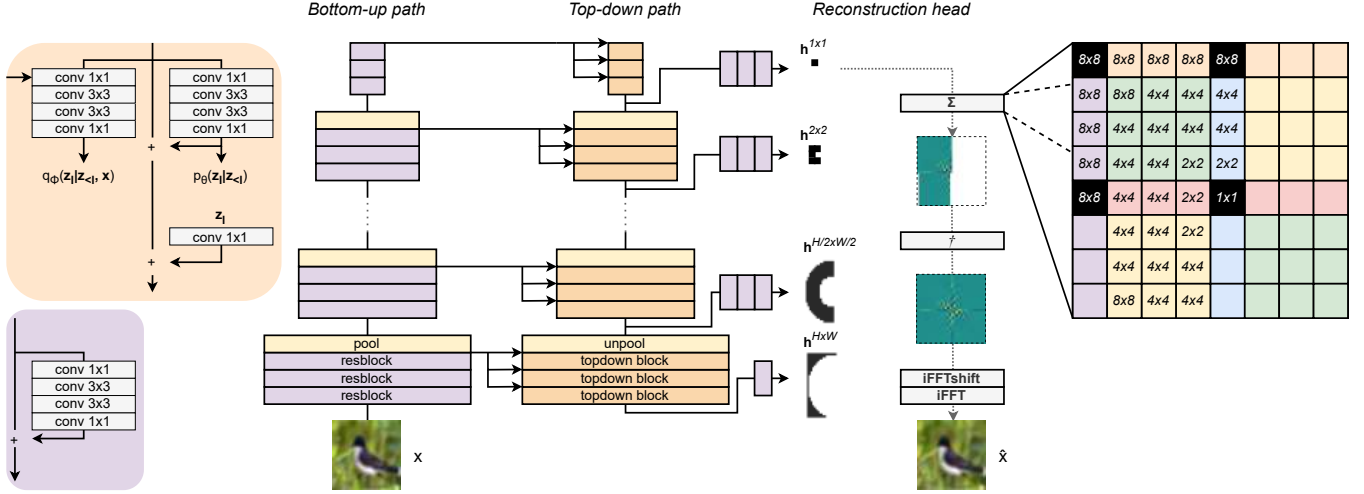 Bottom-up path
Top-down path
Reconstruction head
conv 1x1
conv 3x3
conv 3x3
conv 1x1
conv 1x1
conv 3x3
conv 3x3
conv 1x1
+
qΦ(zl|z<l, x)
pθ(zl|z<l)
zl
conv 1x1
+
conv 1x1
conv 3x3
conv 3x3
conv 1x1
+
pool
resblock
resblock
resblock
x
unpool
topdown block
topdown block
topdown block
h1x1
h2x2
hH/2xW/2
hHxW
Σ
†
iFFTshift
iFFT
x̂
8x8 8x8 8x8 8x8 8x8
8x8 8x8 4x4 4x4 4x4
8x8 4x4 4x4 4x4 4x4
8x8 4x4 4x4 2x2 2x2
8x8 4x4 4x4 2x2 1x1
4x4 4x4 2x2
4x4 4x4 4x4
8x8 4x4 4x4